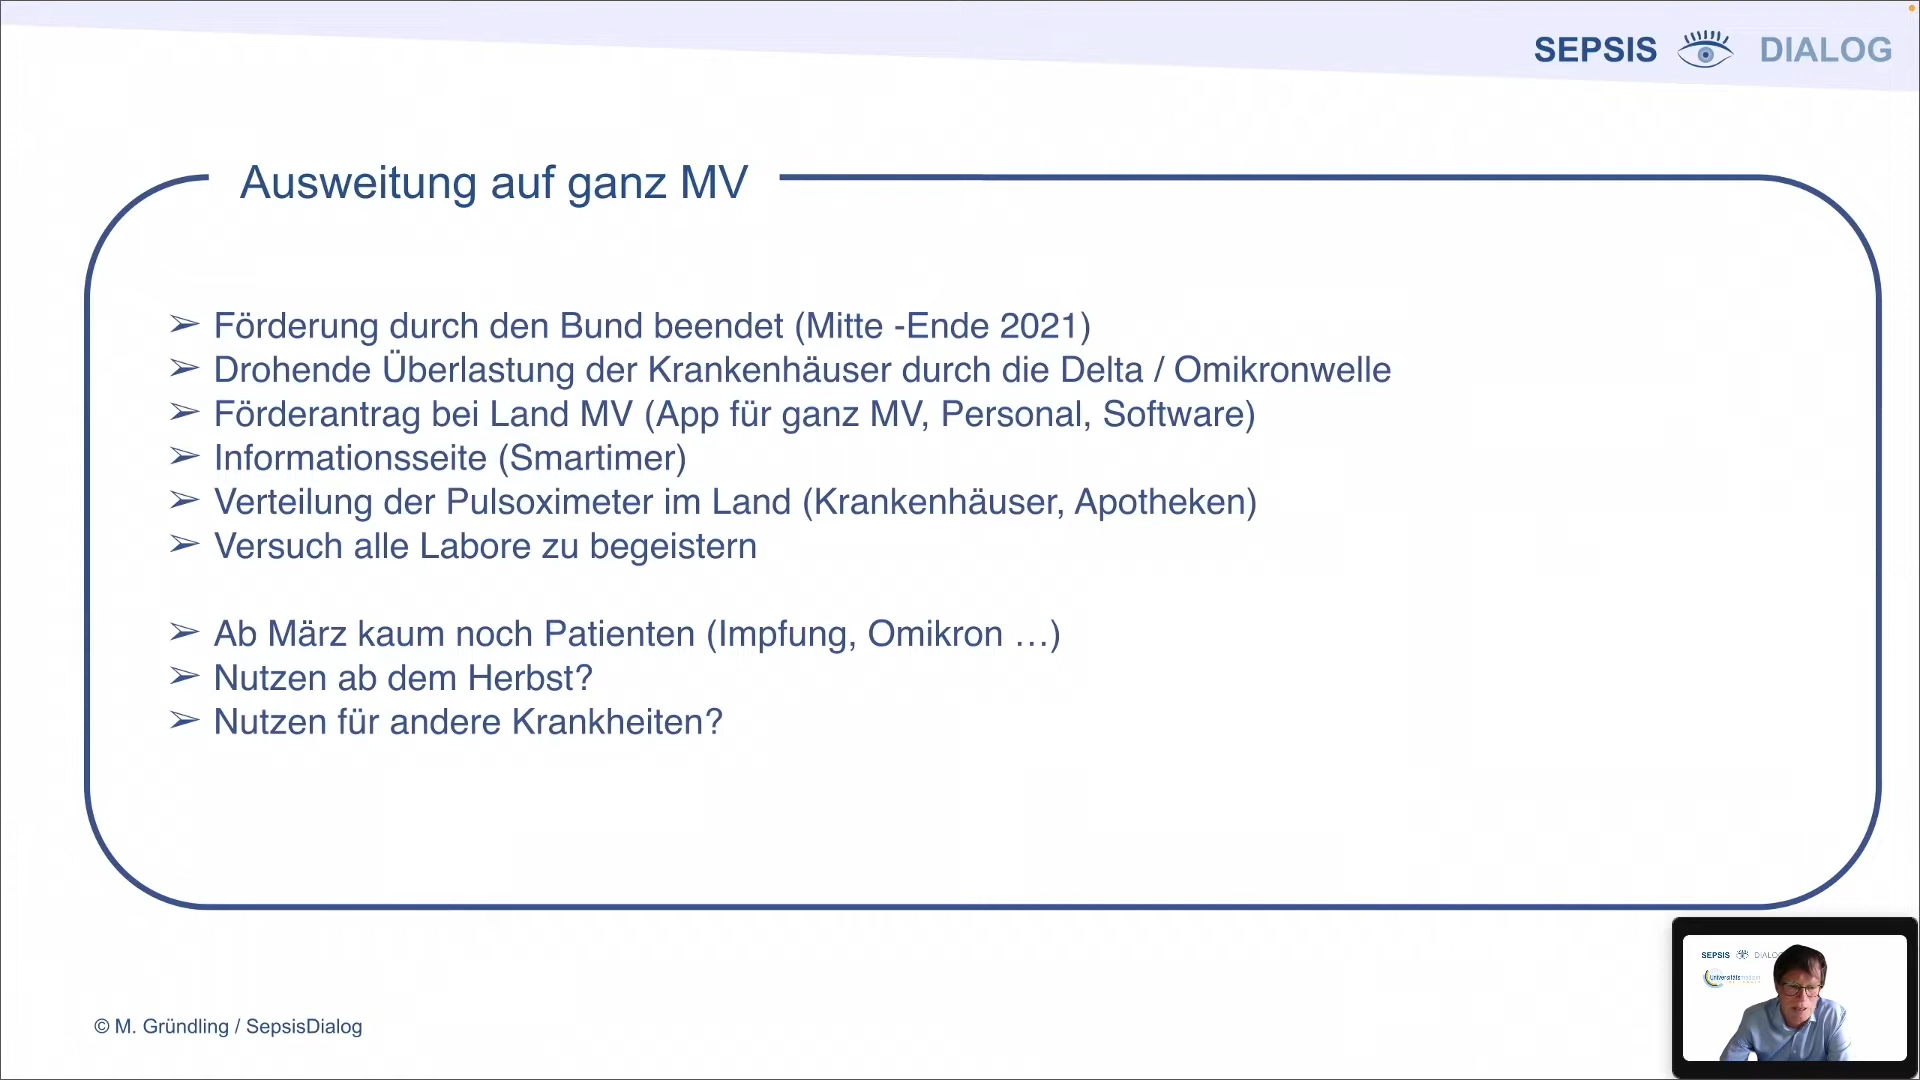 SEPSIS DIALOG
Ausweitung auf ganz MV
➢ Förderung durch den Bund beendet (Mitte -Ende 2021)
➢ Drohende Überlastung der Krankenhäuser durch die Delta / Omikronwelle
➢ Förderantrag bei Land MV (App für ganz MV, Personal, Software)
➢ Informationsseite (Smartimer)
➢ Verteilung der Pulsoximeter im Land (Krankenhäuser, Apotheken)
➢ Versuch alle Labore zu begeistern
➢ Ab März kaum noch Patienten (Impfung, Omikron …)
➢ Nutzen ab dem Herbst?
➢ Nutzen für andere Krankheiten?
© M. Gründling / SepsisDialog
SEPSIS DIALO